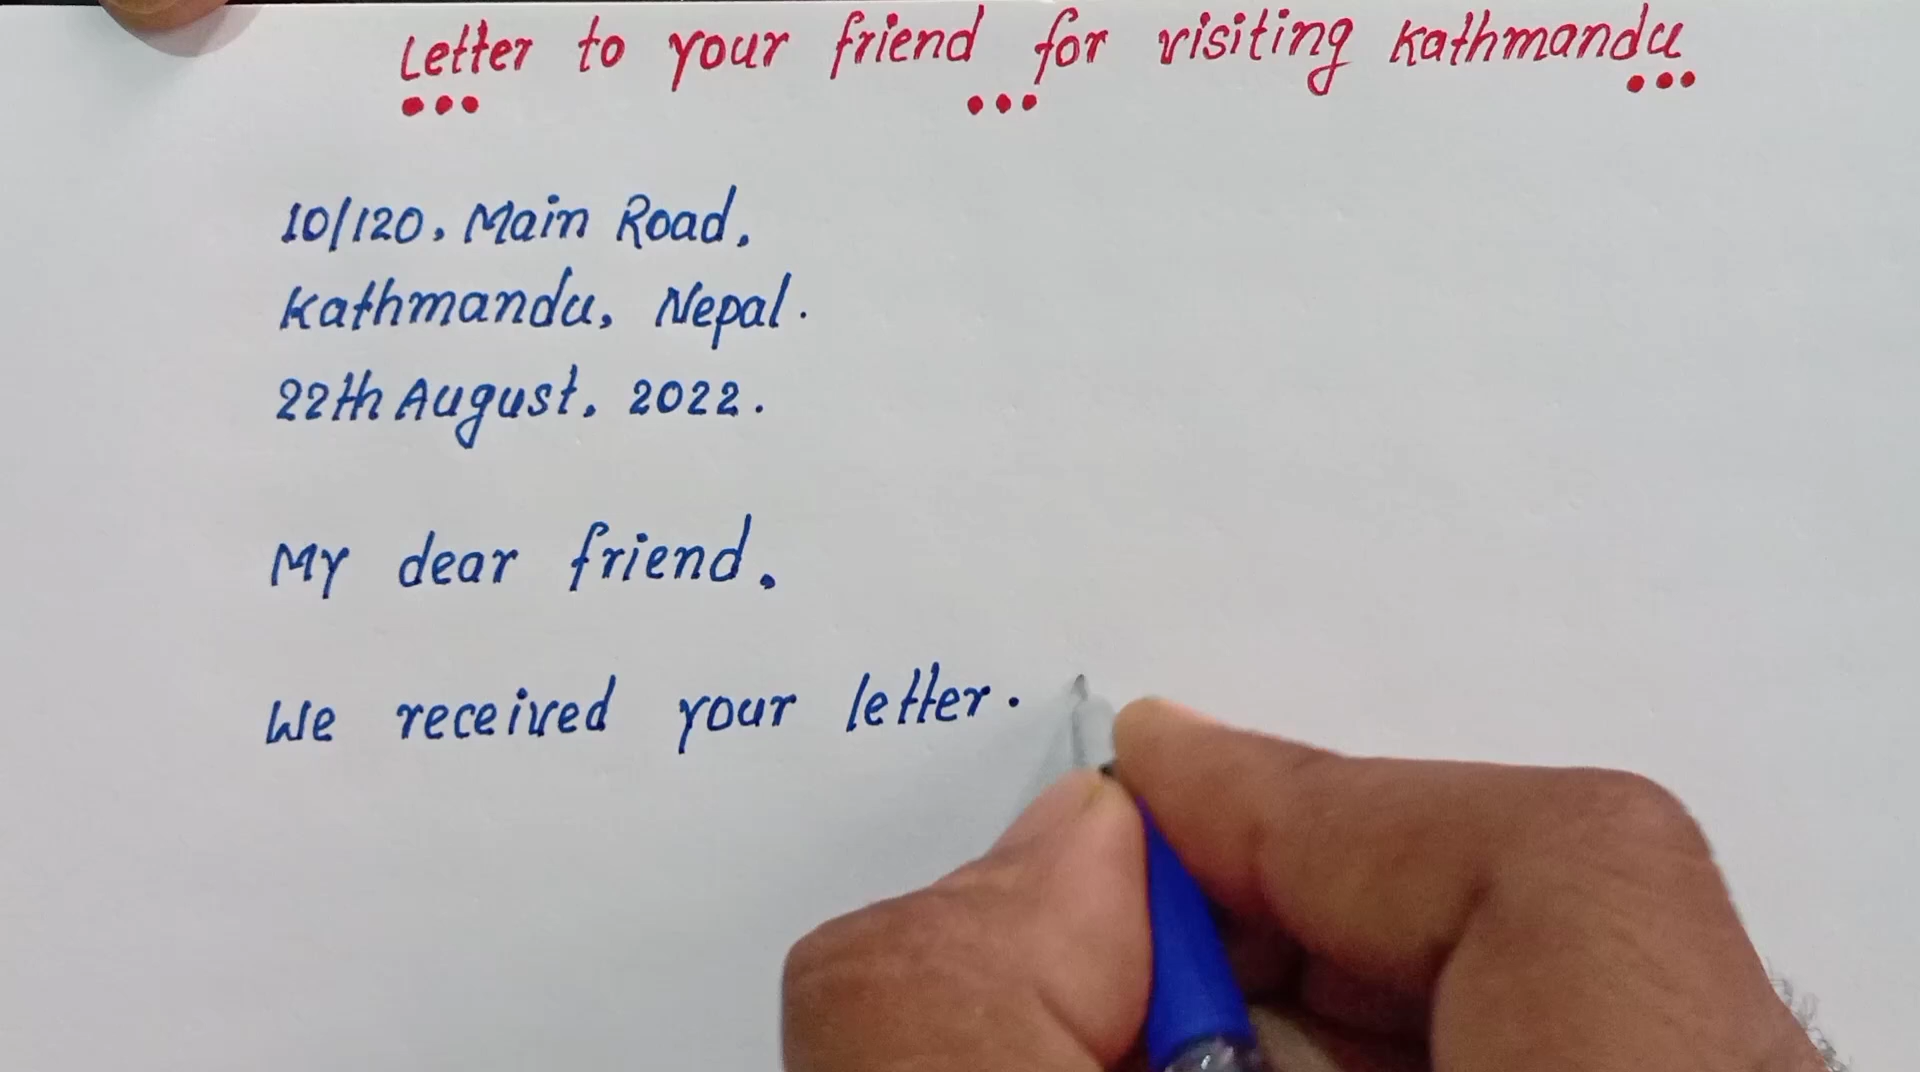 Letter to your friend for visiting Kathmandu
10/120, Main Road,
Kathmandu, Nepal.
22th August, 2022.
My dear friend,
We received your letter.